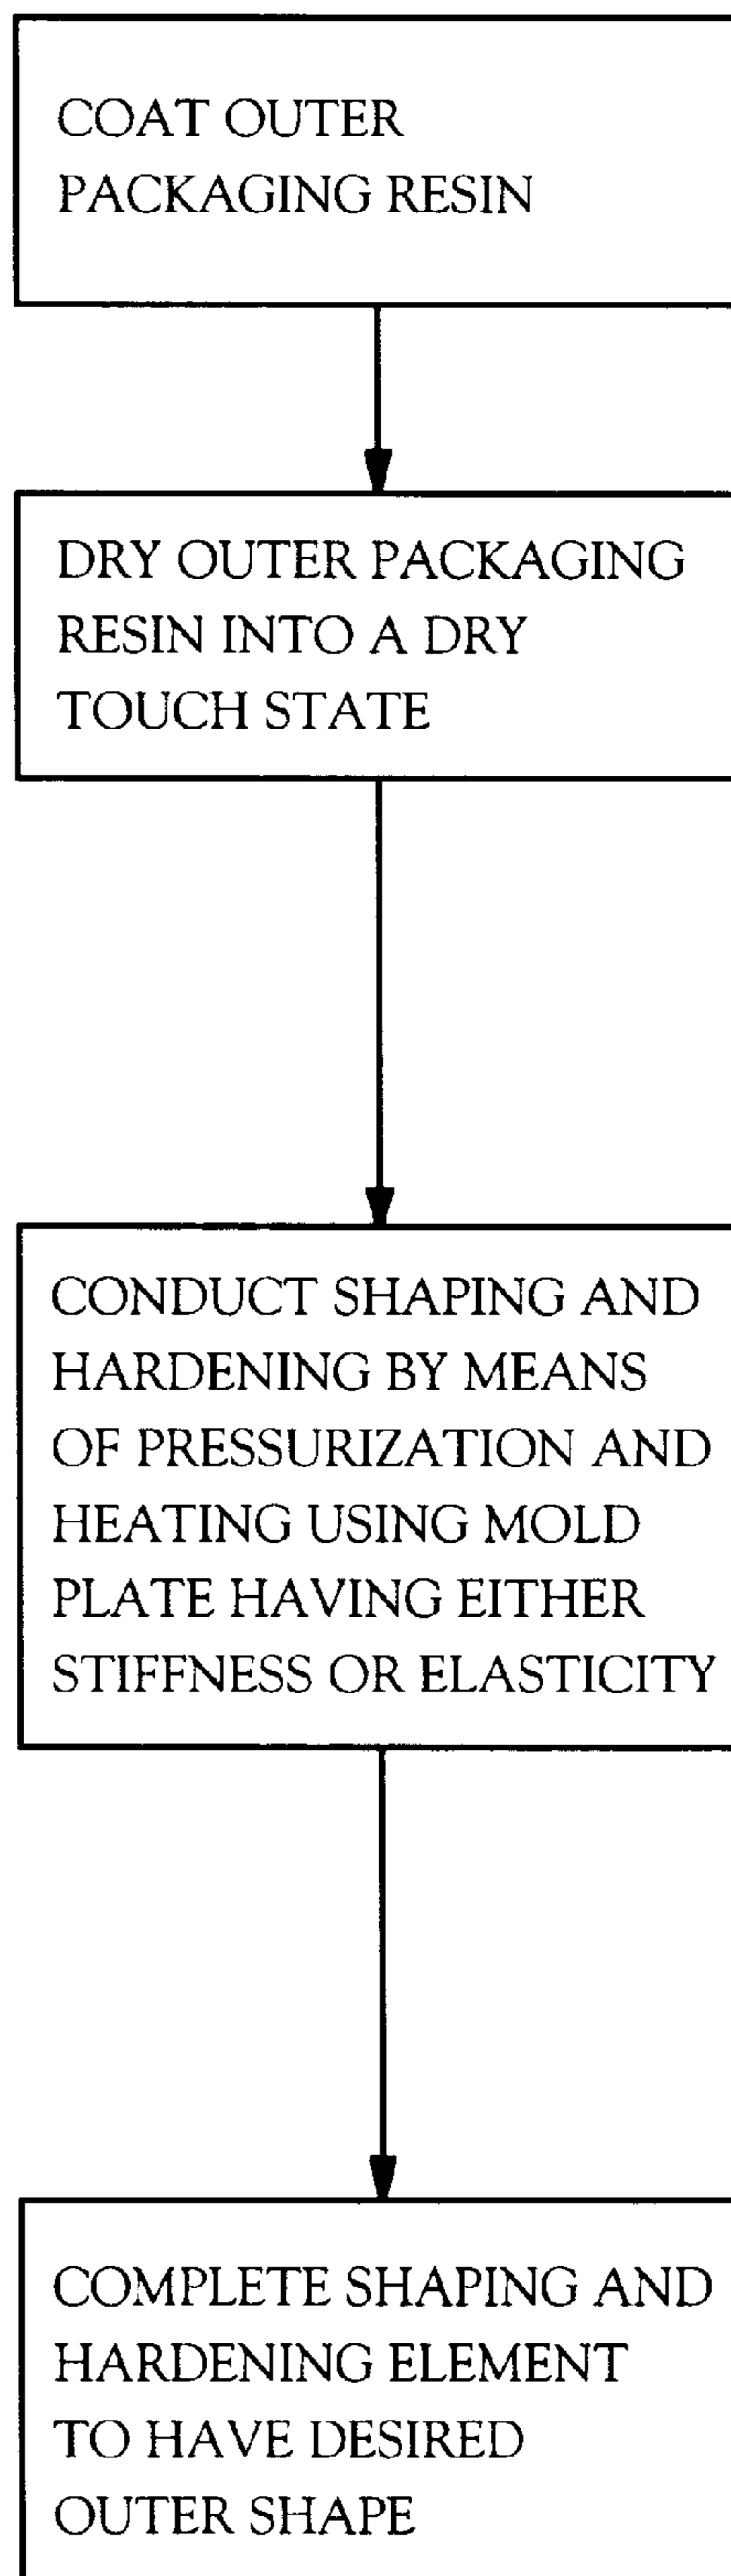 COAT OUTER
PACKAGING RESIN
DRY OUTER PACKAGING
RESIN INTO A DRY
TOUCH STATE
CONDUCT SHAPING AND
HARDENING BY MEANS
OF PRESSURIZATION AND
HEATING USING MOLD
PLATE HAVING EITHER
STIFFNESS OR ELASTICITY
COMPLETE SHAPING AND
HARDENING ELEMENT
TO HAVE DESIRED
OUTER SHAPE